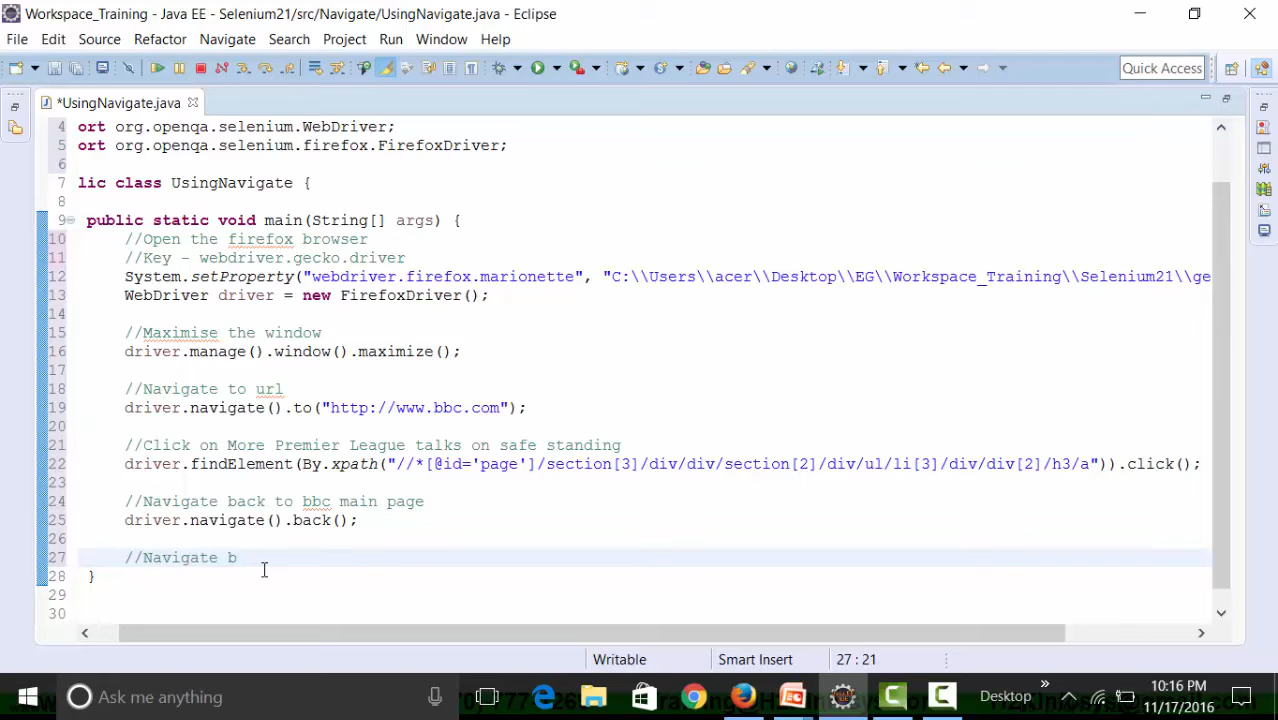 Workspace_Training - Java EE - Selenium21/src/Navigate/UsingNavigate.java - Eclipse
File Edit Source Refactor Navigate Search Project Run Window Help
Quick Access
*UsingNavigate.java
4 ort org.openqa.selenium.WebDriver;
5 ort org.openqa.selenium.firefox.FirefoxDriver;
6
7 lic class UsingNavigate {
8
9 public static void main(String[] args) {
10 //Open the firefox browser
11 //Key - webdriver.gecko.driver
12 System.setProperty("webdriver.firefox.marionette", "C:\\Users\\acer\\Desktop\\EG\\Workspace_Training\\Selenium21\\ge
13 WebDriver driver = new FirefoxDriver();
14
15 //Maximise the window
16 driver.manage().window().maximize();
17
18 //Navigate to url
19 driver.navigate().to("http://www.bbc.com");
20
21 //Click on More Premier League talks on safe standing
22 driver.findElement(By.xpath("//*[@id='page']/section[3]/div/div/section[2]/div/ul/li[3]/div/div[2]/h3/a")).click();
23
24 //Navigate back to bbc main page
25 driver.navigate().back();
26
27 //Navigate b
28 }
29
30
Writable Smart Insert 27 : 21
Ask me anything
Desktop
10:16 PM
11/17/2016